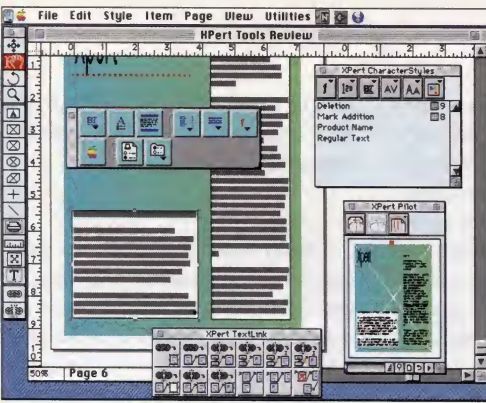 File Edit Style Item Page View Utilities
XPert Tools Review
XPert CharacterStyles
Deletion 9
Mark Addition 8
Product Name
Regular Text
XPert Pilot
XPert TextLink
50% Page 6